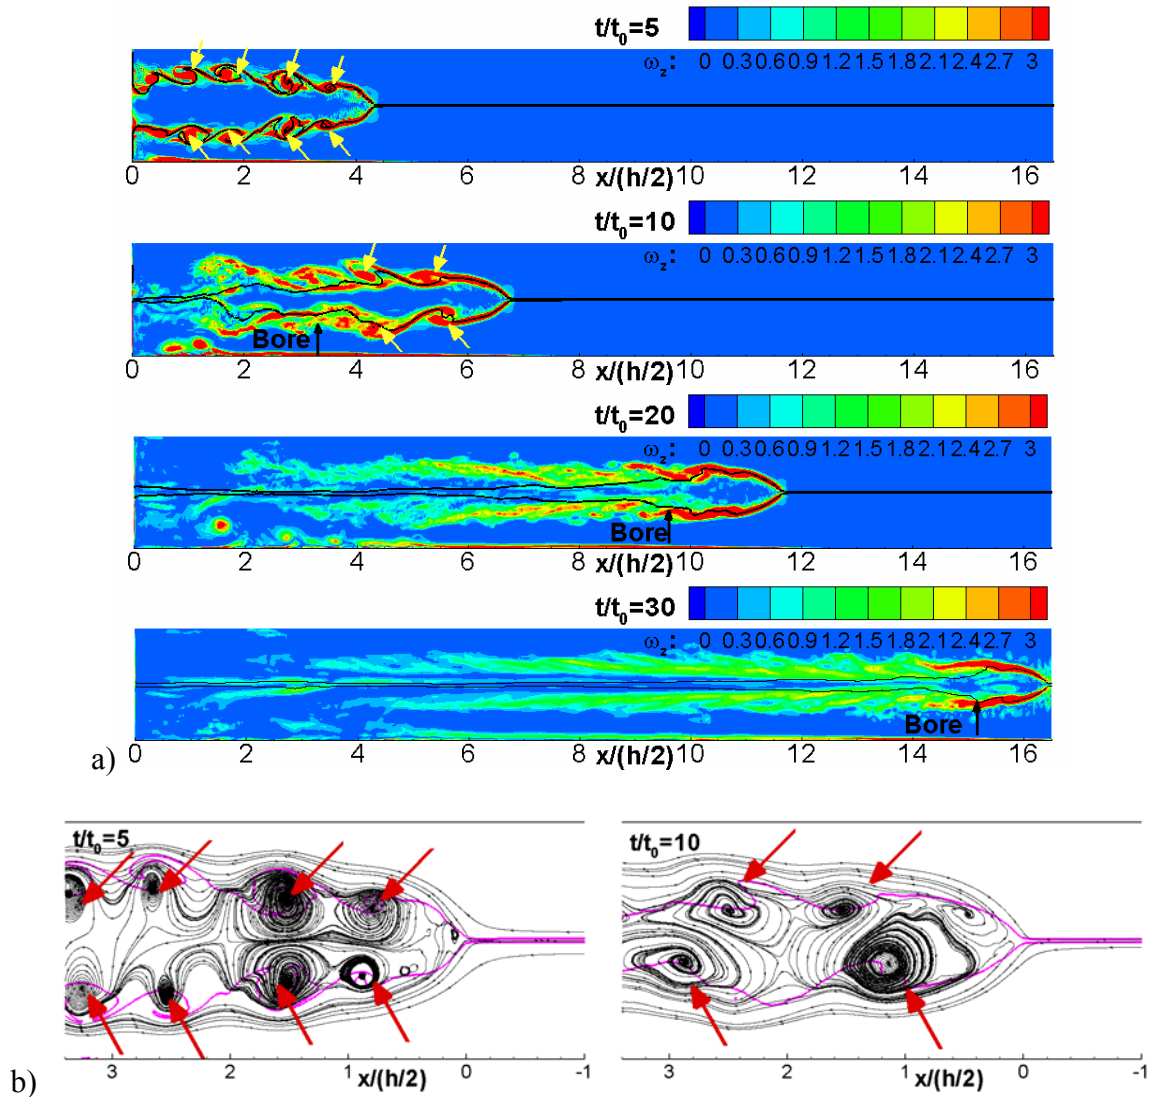 t/t0=5
ωz: 0 0.3 0.6 0.9 1.2 1.5 1.8 2.1 2.4 2.7 3
0 2 4 6 8 x/(h/2) 10 12 14 16
t/t0=10
ωz: 0 0.3 0.6 0.9 1.2 1.5 1.8 2.1 2.4 2.7 3
Bore
0 2 4 6 8 x/(h/2) 10 12 14 16
t/t0=20
ωz: 0 0.3 0.6 0.9 1.2 1.5 1.8 2.1 2.4 2.7 3
Bore
0 2 4 6 8 x/(h/2) 10 12 14 16
t/t0=30
ωz: 0 0.3 0.6 0.9 1.2 1.5 1.8 2.1 2.4 2.7 3
Bore
a) 0 2 4 6 8 x/(h/2) 10 12 14 16
t/t0=5
3 2 1 x/(h/2) 0 -1
t/t0=10
3 2 1 x/(h/2) 0 -1
b)